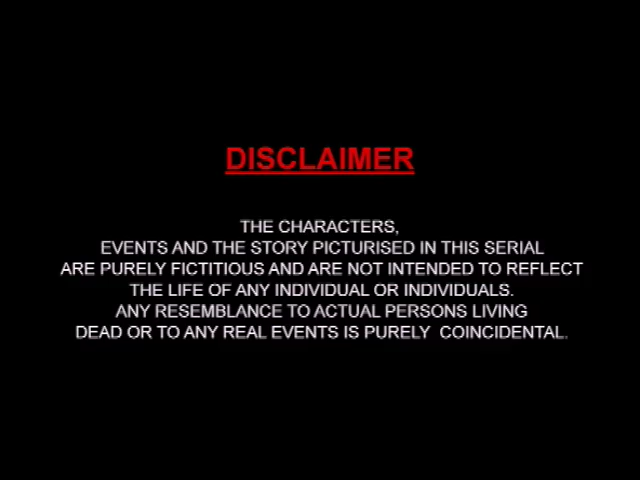 DISCLAIMER
THE CHARACTERS,
EVENTS AND THE STORY PICTURISED IN THIS SERIAL
ARE PURELY FICTITIOUS AND ARE NOT INTENDED TO REFLECT
THE LIFE OF ANY INDIVIDUAL OR INDIVIDUALS.
ANY RESEMBLANCE TO ACTUAL PERSONS LIVING
DEAD OR TO ANY REAL EVENTS IS PURELY COINCIDENTAL.